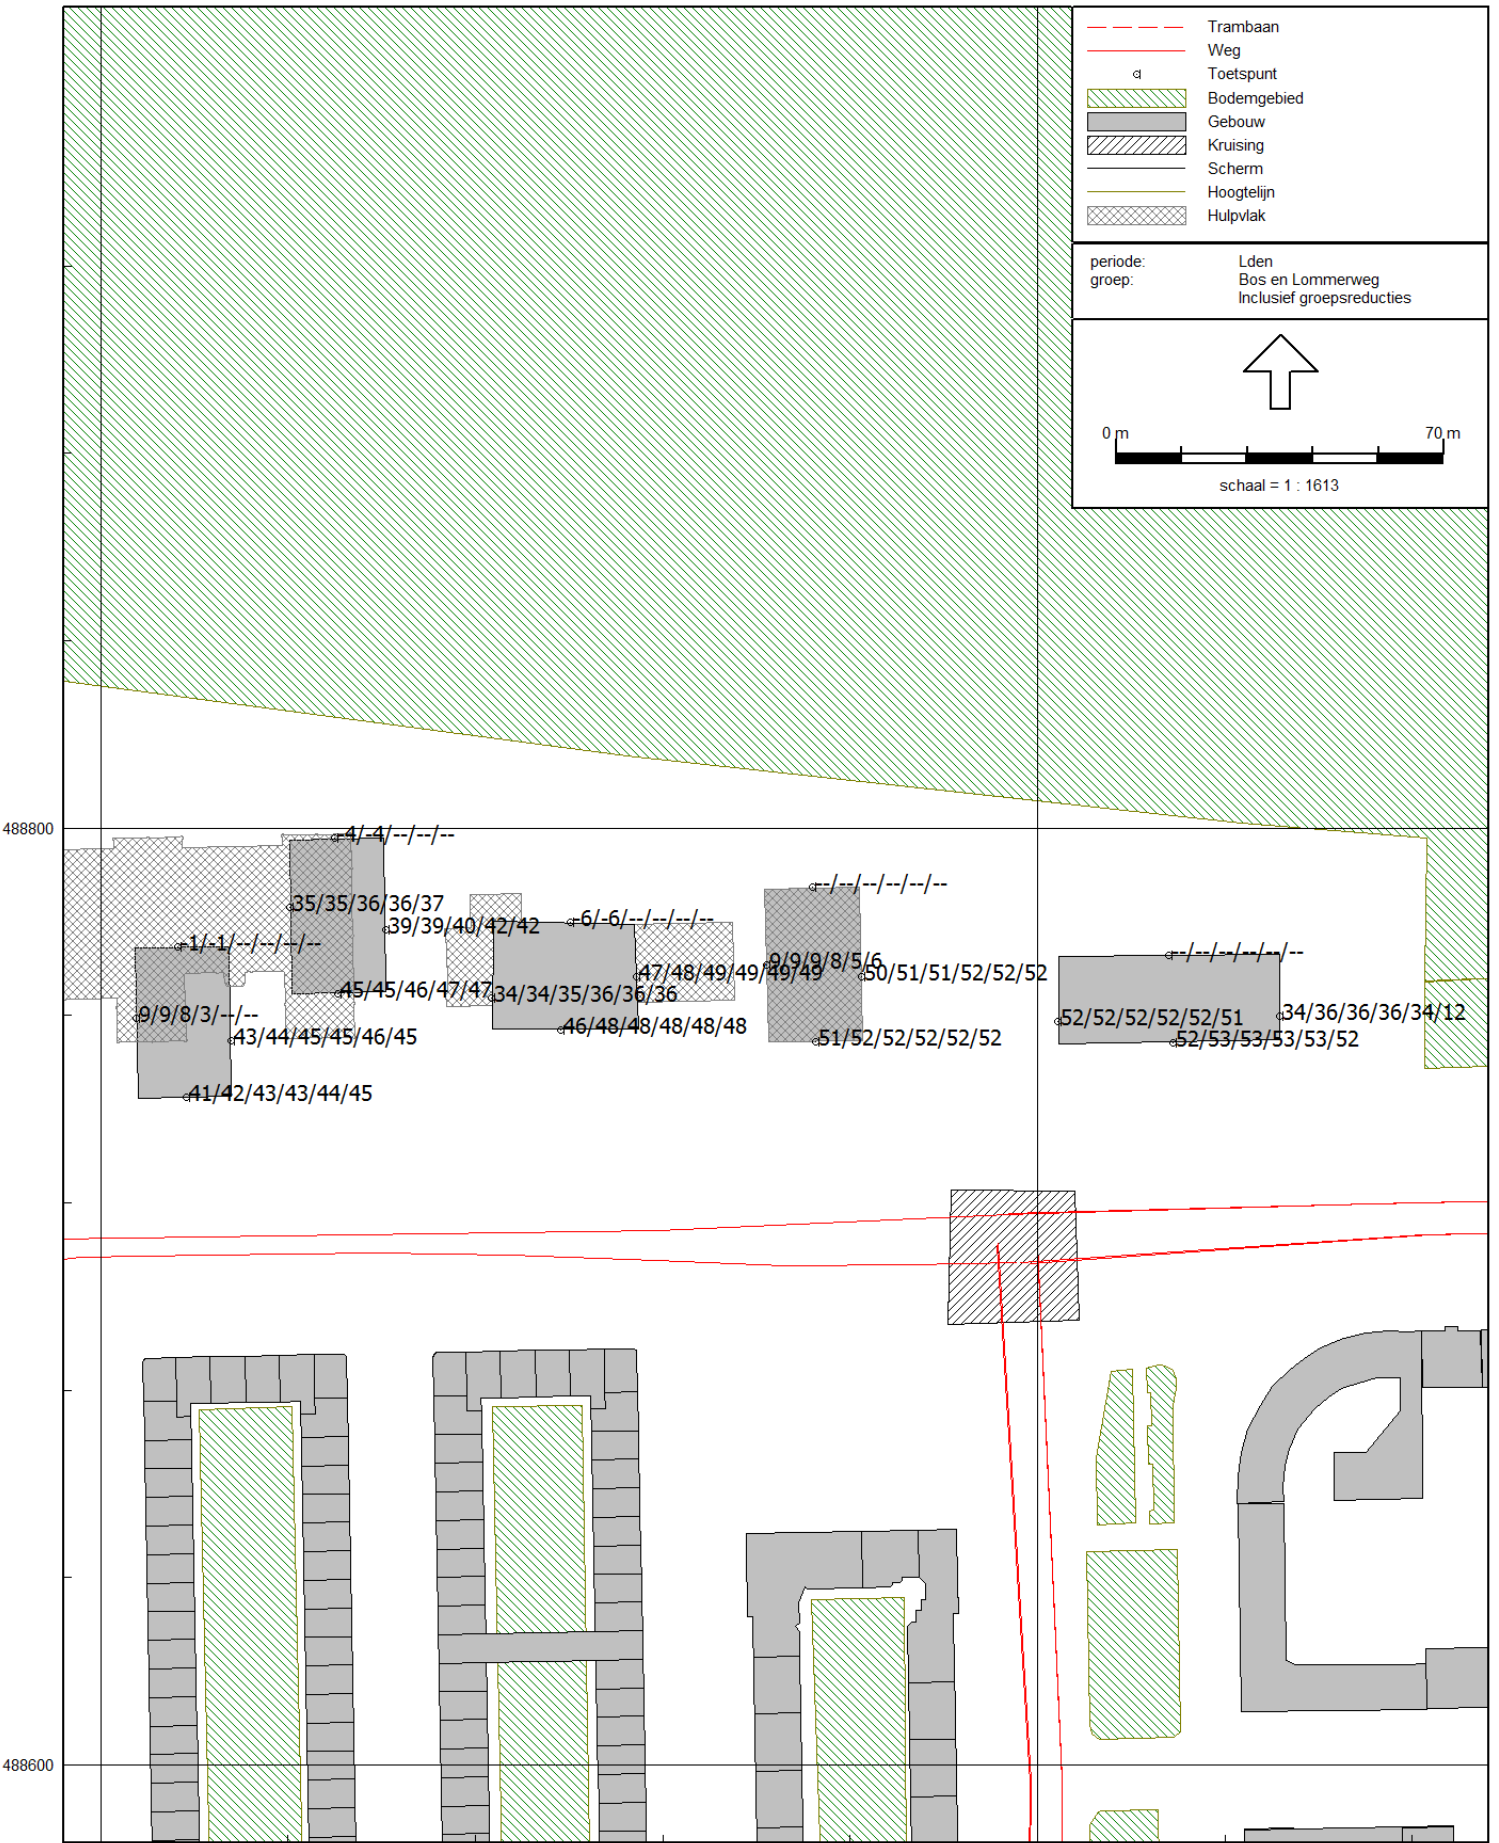 Trambaan
Weg
Toetspunt
Bodemgebied
Gebouw
Kruising
Scherm
Hoogtelijn
Hulpvlak
periode: Lden
groep: Bos en Lommerweg
Inclusief groepsreducties
0 m 70 m
schaal = 1 : 1613
488800
-4/-4/--/--/--
--/--/--/--/--/--
35/35/36/36/37
39/39/40/42/42
-6/-6/--/--/--/--
-1/-1/--/--/--/--
--/--/--/--/--/--
9/9/9/8/5/6
47/48/49/49/49/49
50/51/51/52/52/52
45/45/46/47/47
34/34/35/36/36/36
9/9/8/3/--/--
52/52/52/52/52/51
34/36/36/36/34/12
46/48/48/48/48/48
43/44/45/45/46/45
51/52/52/52/52/52
52/53/53/53/53/52
41/42/43/43/44/45
488600